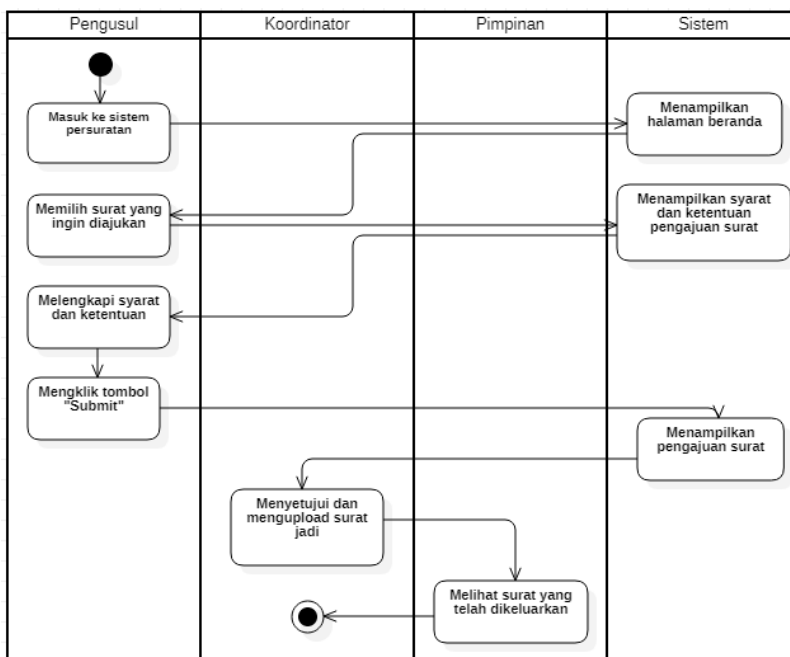 Pengusul
Koordinator
Pimpinan
Sistem
Masuk ke sistem
persuratan
Menampilkan
halaman beranda
Memilih surat yang
ingin diajukan
Menampilkan syarat
dan ketentuan
pengajuan surat
Melengkapi syarat
dan ketentuan
Mengklik tombol
"Submit"
Menampilkan
pengajuan surat
Menyetujui dan
mengupload surat
jadi
Melihat surat yang
telah dikeluarkan